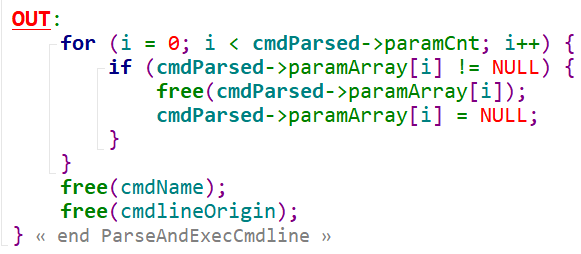 OUT:
for (i = 0; i < cmdParsed->paramCnt; i++) {
if (cmdParsed->paramArray[i] != NULL) {
free(cmdParsed->paramArray[i]);
cmdParsed->paramArray[i] = NULL;
}
}
free(cmdName);
free(cmdlineOrigin);
} « end ParseAndExecCmdline »